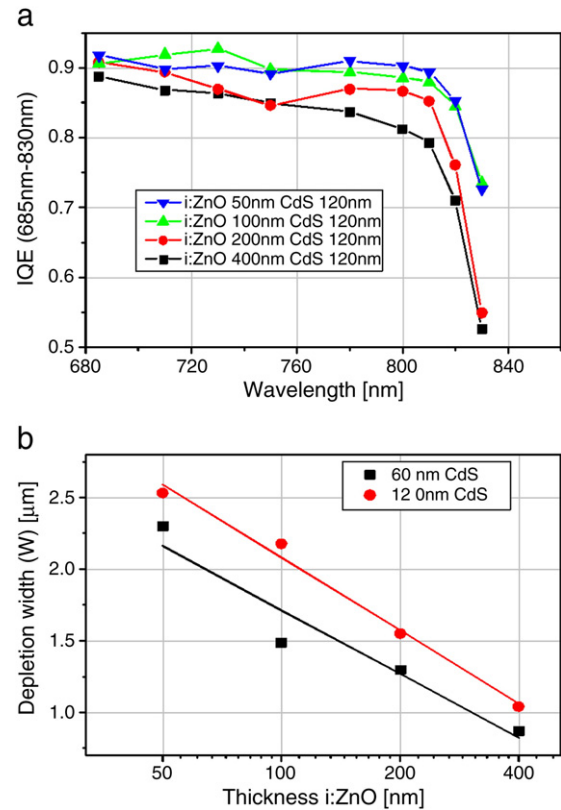 a
IQE (685nm-830nm)
0.9
0.8
0.7
0.6
0.5
i:ZnO 50nm CdS 120nm
i:ZnO 100nm CdS 120nm
i:ZnO 200nm CdS 120nm
i:ZnO 400nm CdS 120nm
680 720 760 800 840
Wavelength [nm]
b
Depletion width (W) [μm]
2.5
2.0
1.5
1.0
60 nm CdS
12 0nm CdS
50 100 200 400
Thickness i:ZnO [nm]